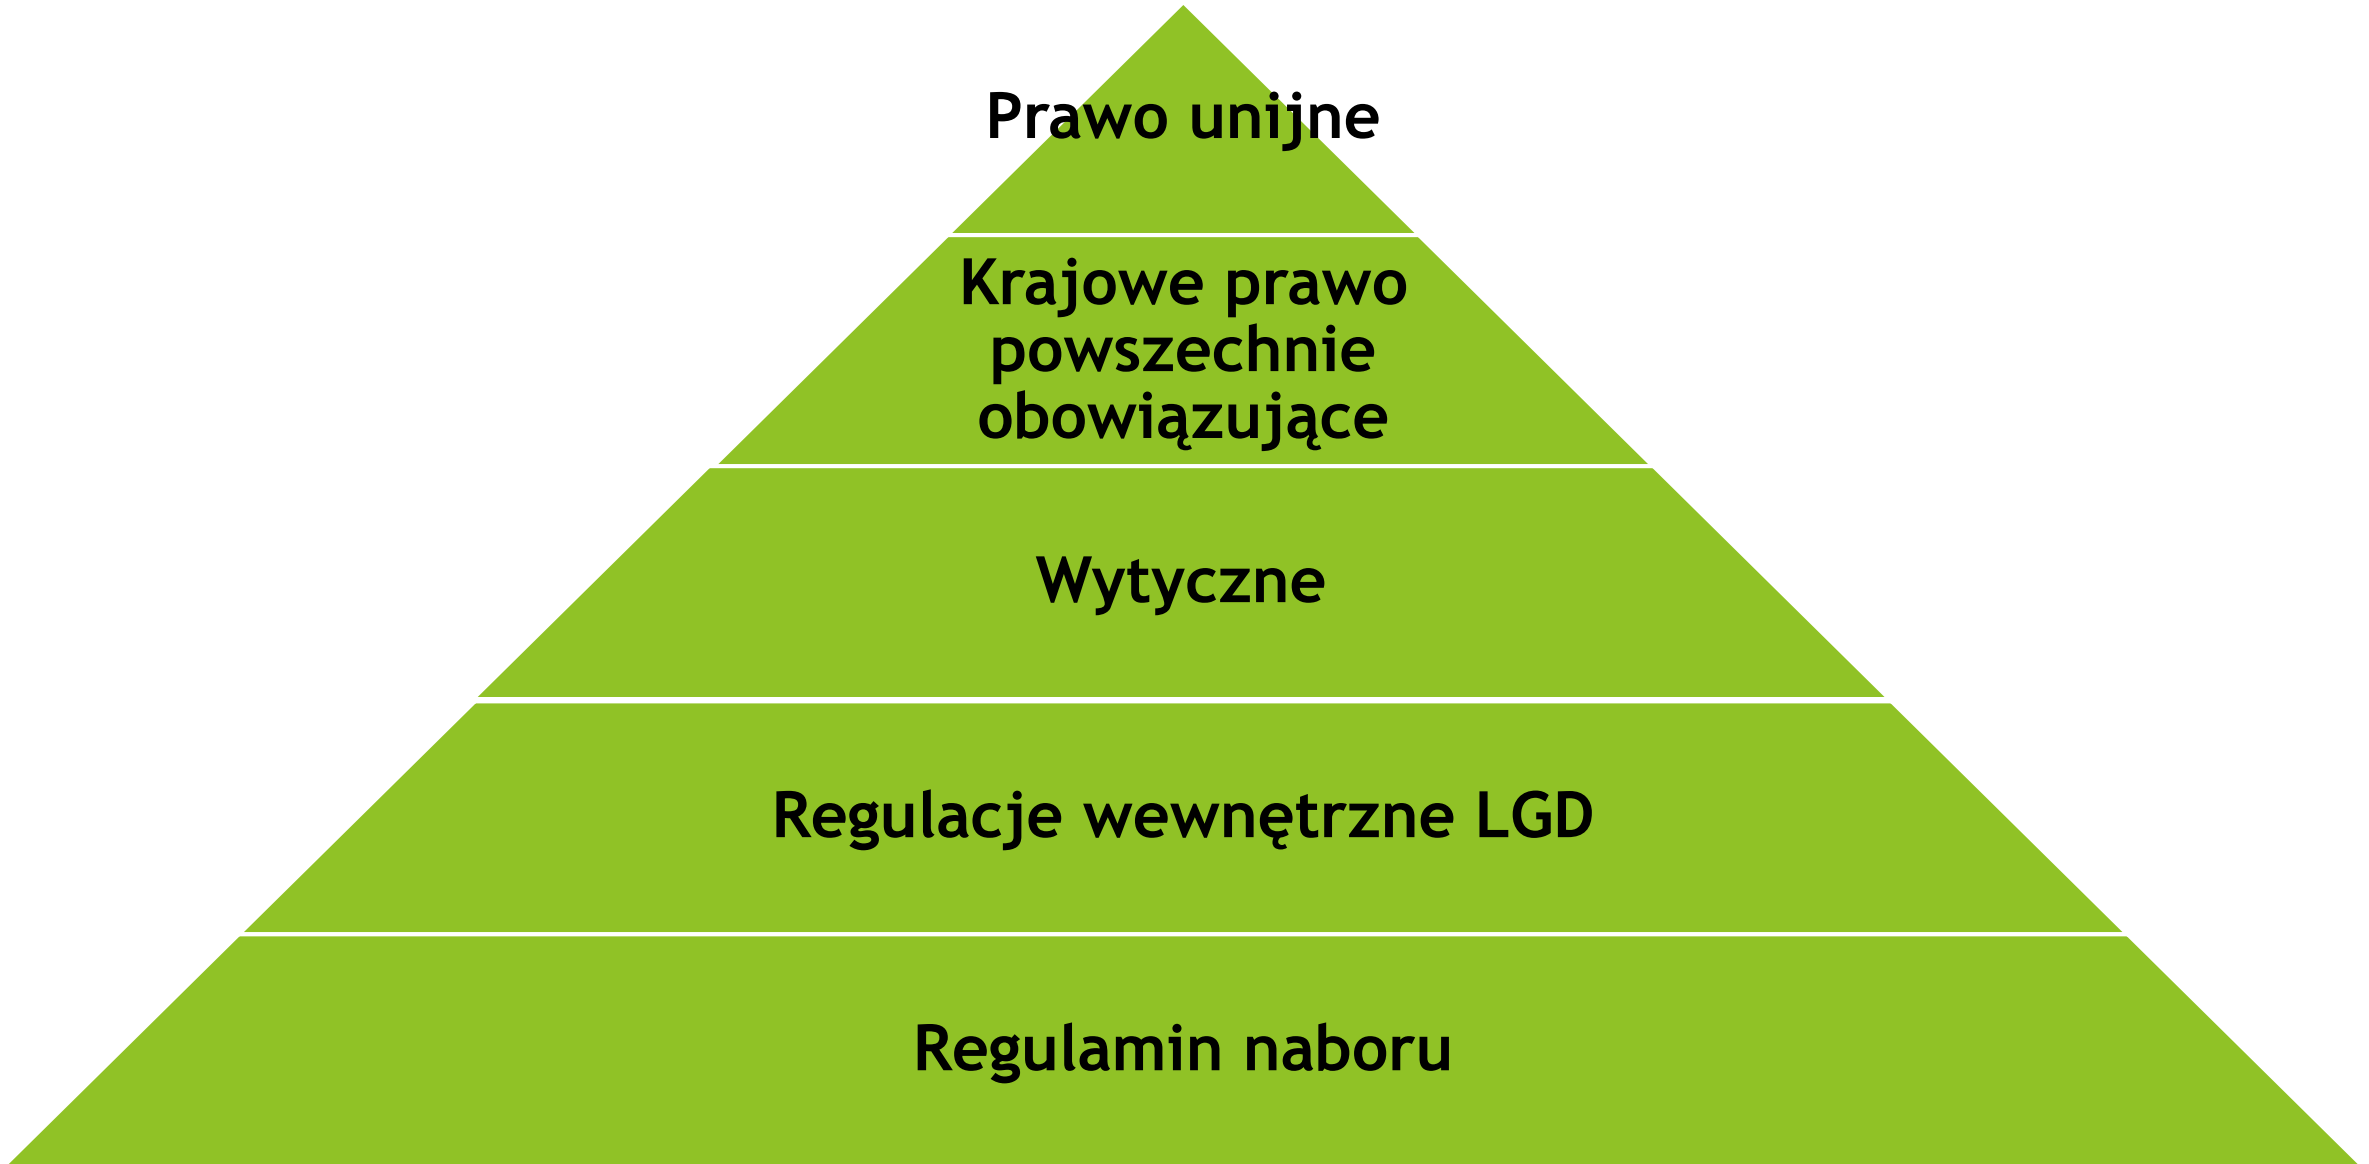 Prawo unijne
Krajowe prawo
powszechnie
obowiązujące
Wytyczne
Regulacje wewnętrzne LGD
Regulamin naboru